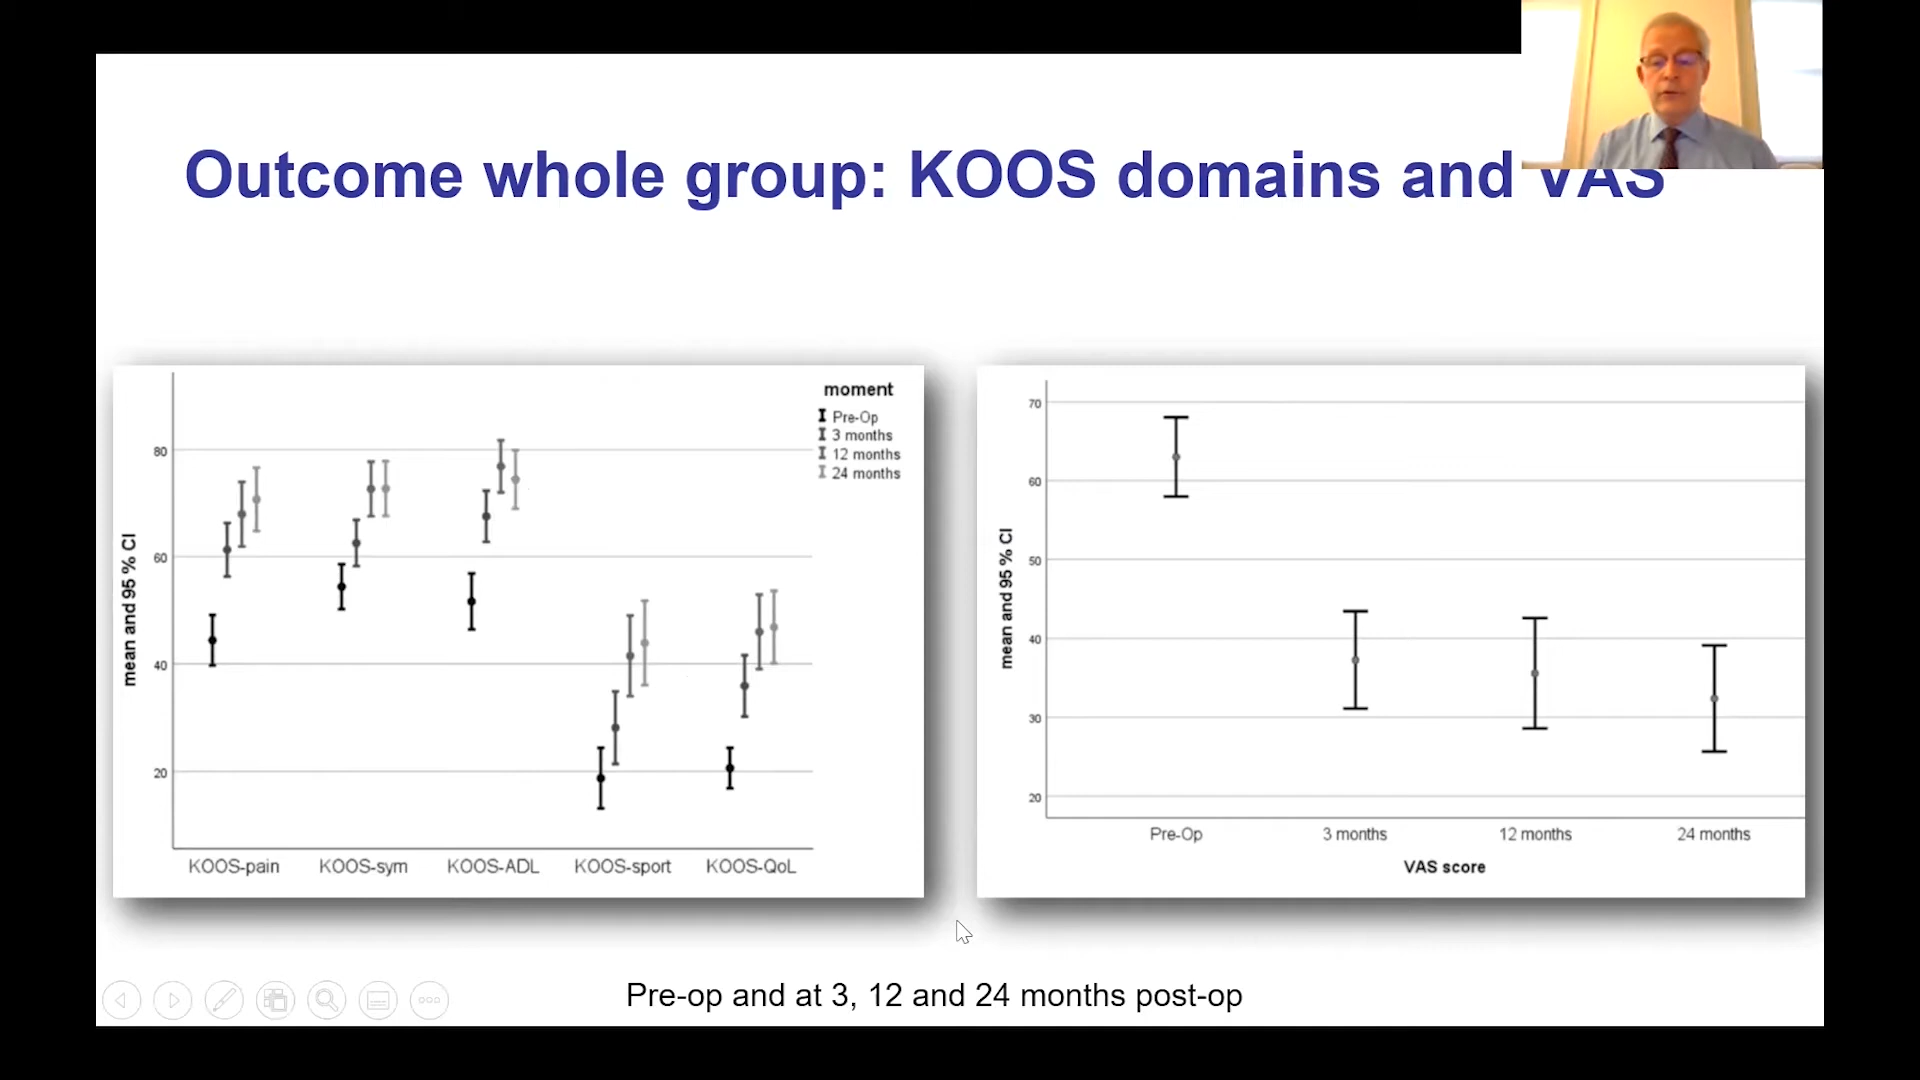 Outcome whole group: KOOS domains and VAS
mean and 95 % CI
80
60
40
20
KOOS-pain KOOS-sym KOOS-ADL KOOS-sport KOOS-QoL
moment
Pre-Op
3 months
12 months
24 months
mean and 95 % CI
70
60
50
40
30
20
Pre-Op 3 months 12 months 24 months
VAS score
Pre-op and at 3, 12 and 24 months post-op